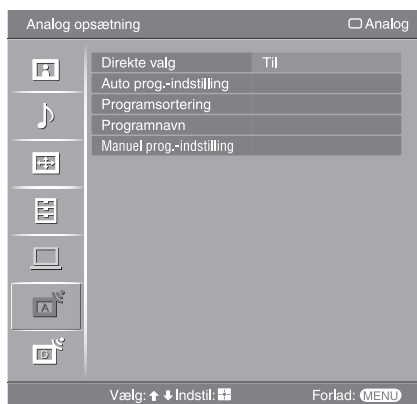 Analog opsætning Analog
Direkte valg Til
Auto prog.-indstilling
Programsortering
Programnavn
Manuel prog.-indstilling
A
D
Vælg: Indstil: Forlad: MENU